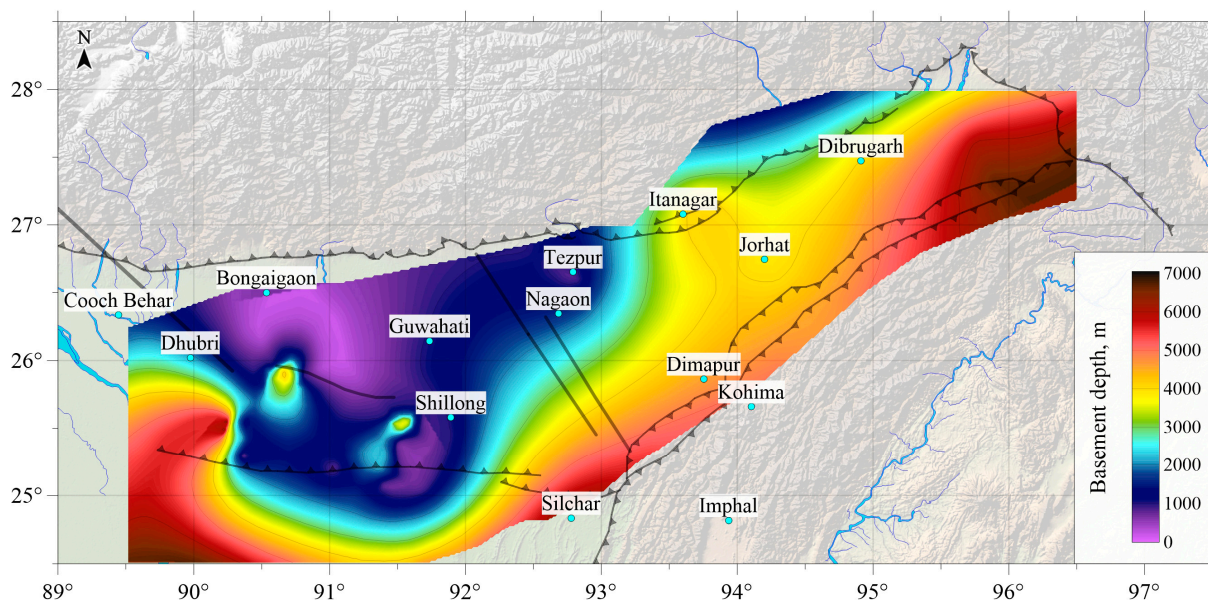 N
28°
27°
26°
25°
Dibrugarh
Itanagar
Jorhat
Tezpur
Bongaigaon
Cooch Behar
Nagaon
Guwahati
Dhubri
Dimapur
Kohima
Shillong
Silchar
Imphal
Basement depth, m
7000
6000
5000
4000
3000
2000
1000
0
89° 90° 91° 92° 93° 94° 95° 96° 97°